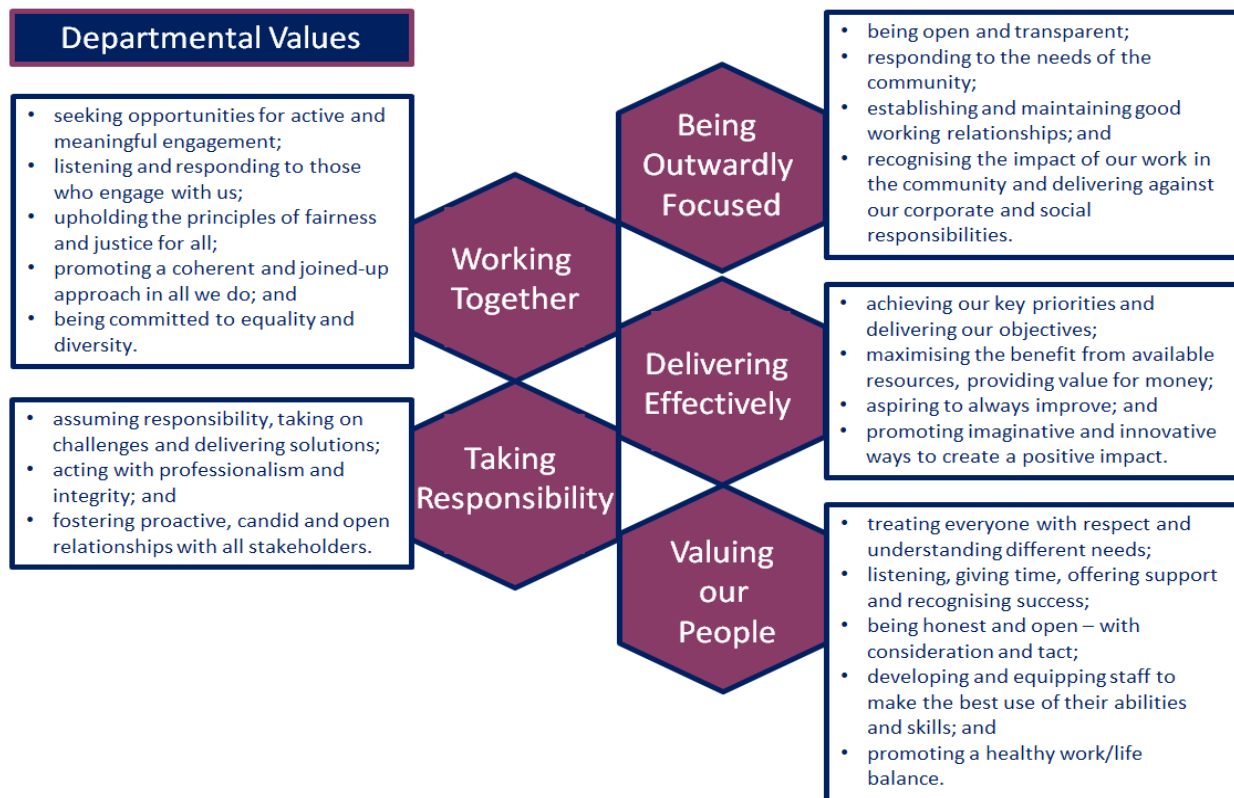 Departmental Values
• seeking opportunities for active and
meaningful engagement;
• listening and responding to those
who engage with us;
• upholding the principles of fairness
and justice for all;
• promoting a coherent and joined-up
approach in all we do; and
• being committed to equality and
diversity.
Working
Together
• assuming responsibility, taking on
challenges and delivering solutions;
• acting with professionalism and
integrity; and
• fostering proactive, candid and open
relationships with all stakeholders.
Taking
Responsibility
Being
Outwardly
Focused
• being open and transparent;
• responding to the needs of the
community;
• establishing and maintaining good
working relationships; and
• recognising the impact of our work in
the community and delivering against
our corporate and social
responsibilities.
Delivering
Effectively
• achieving our key priorities and
delivering our objectives;
• maximising the benefit from available
resources, providing value for money;
• aspiring to always improve; and
• promoting imaginative and innovative
ways to create a positive impact.
Valuing
our
People
• treating everyone with respect and
understanding different needs;
• listening, giving time, offering support
and recognising success;
• being honest and open – with
consideration and tact;
• developing and equipping staff to
make the best use of their abilities
and skills; and
• promoting a healthy work/life
balance.